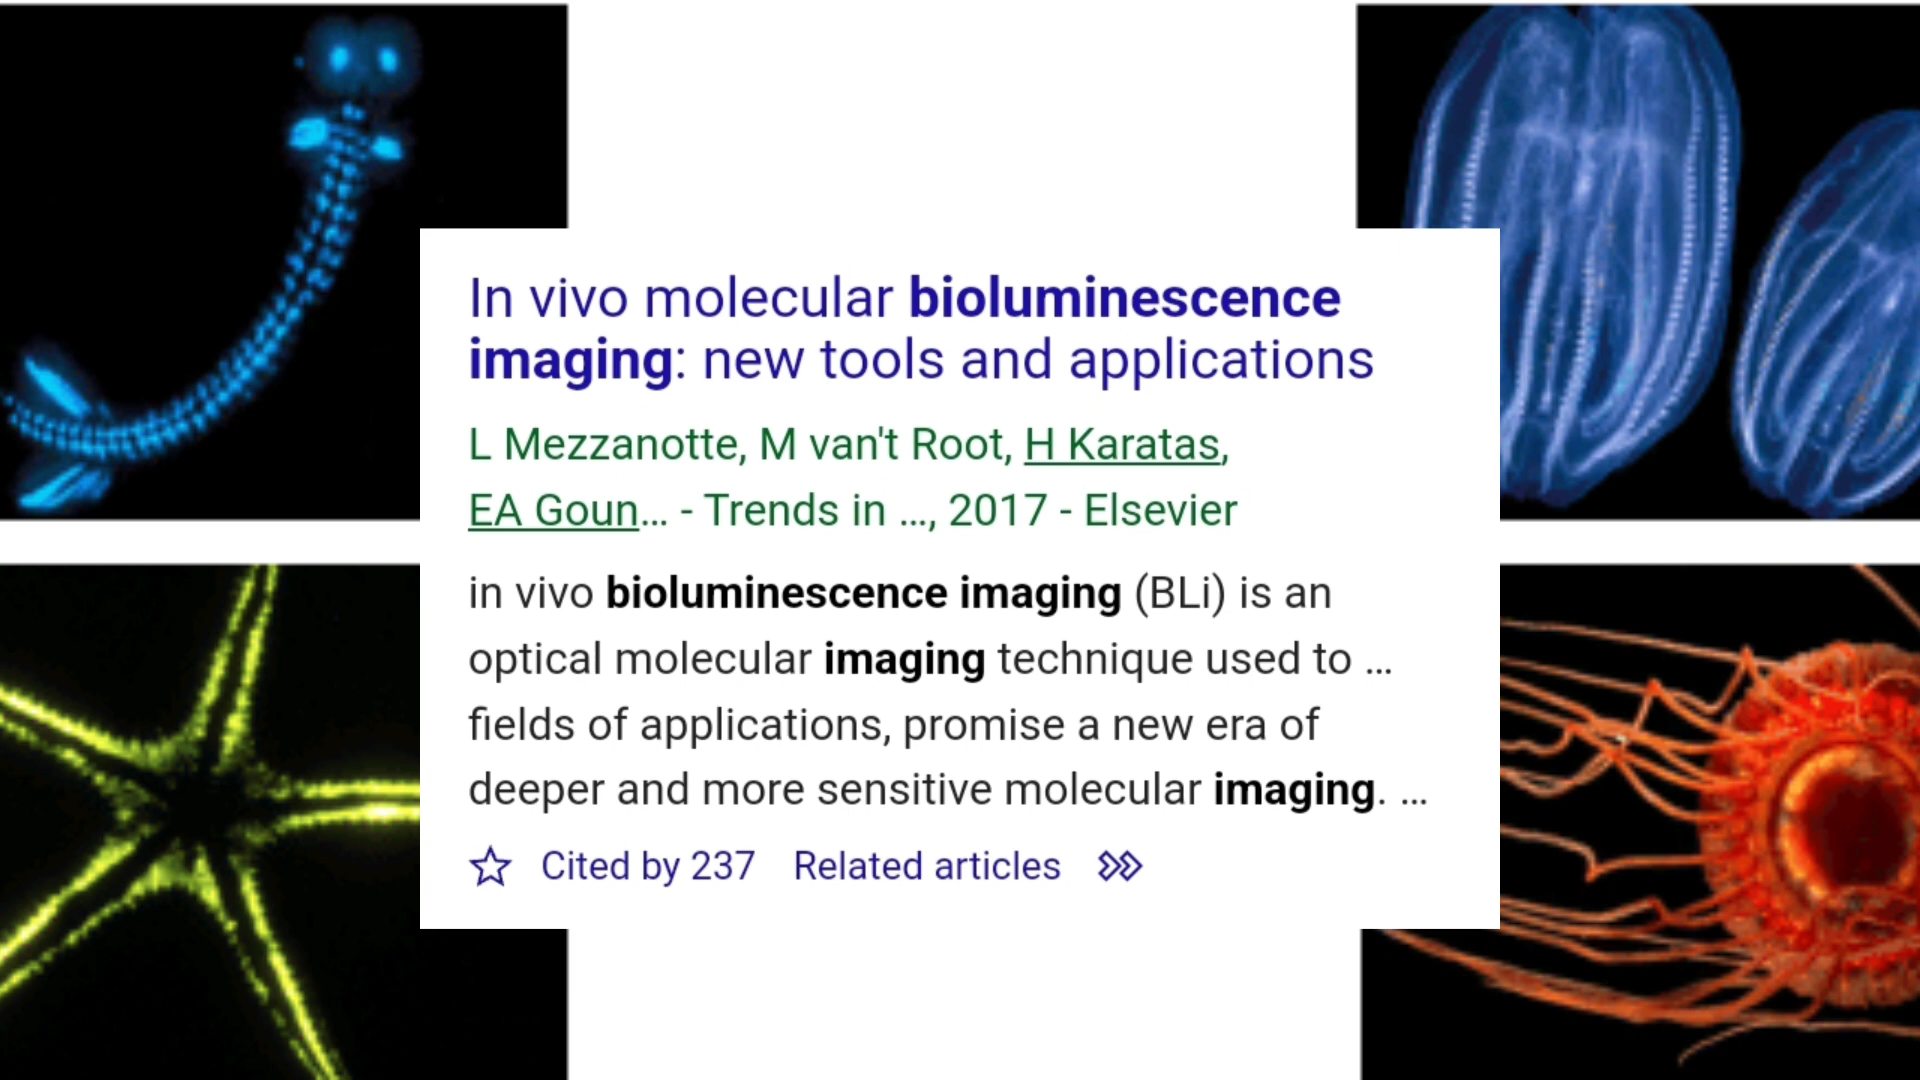 In vivo molecular bioluminescence
imaging: new tools and applications
L Mezzanotte, M van't Root, H Karatas,
EA Goun... - Trends in ..., 2017 - Elsevier
in vivo bioluminescence imaging (BLi) is an
optical molecular imaging technique used to ...
fields of applications, promise a new era of
deeper and more sensitive molecular imaging. ...
Cited by 237 Related articles